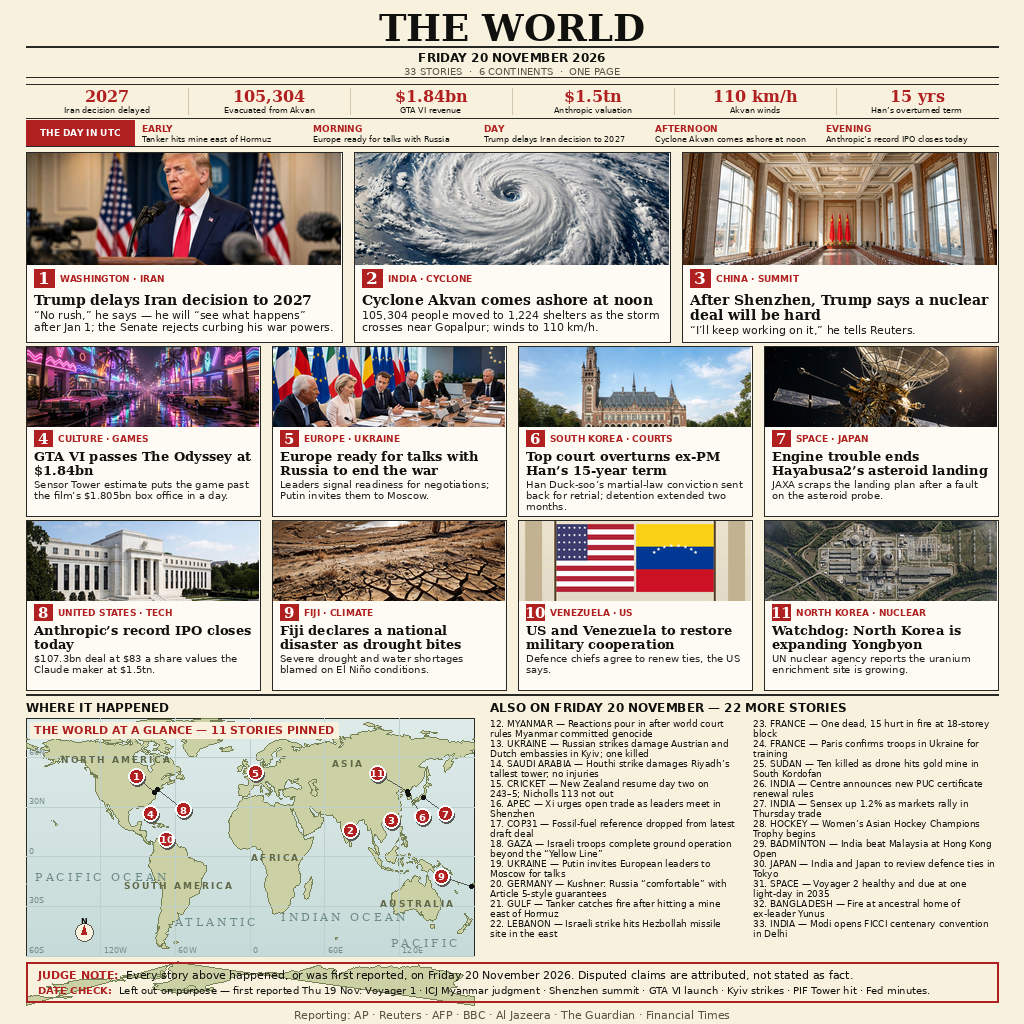 THE WORLD
FRIDAY 20 NOVEMBER 2026
33 STORIES · 6 CONTINENTS · ONE PAGE
2027
Iran decision delayed
105,304
Evacuated from Akvan
$1.84bn
GTA VI revenue
$1.5tn
Anthropic valuation
110 km/h
Akvan winds
15 yrs
Han's overturned term
THE DAY IN UTC
EARLY
Tanker hits mine east of Hormuz
MORNING
Europe ready for talks with Russia
DAY
Trump delays Iran decision to 2027
AFTERNOON
Cyclone Akvan comes ashore at noon
EVENING
Anthropic's record IPO closes today
1 WASHINGTON · IRAN
Trump delays Iran decision to 2027
“No rush,” he says — he will “see what happens”
after Jan 1; the Senate rejects curbing his war powers.
2 INDIA · CYCLONE
Cyclone Akvan comes ashore at noon
105,304 people moved to 1,224 shelters as the storm
crosses near Gopalpur; winds to 110 km/h.
3 CHINA · SUMMIT
After Shenzhen, Trump says a nuclear
deal will be hard
“I'll keep working on it,” he tells Reuters.
4 CULTURE · GAMES
GTA VI passes The Odyssey at
$1.84bn
Sensor Tower estimate puts the game past
the film's $1.805bn box office in a day.
5 EUROPE · UKRAINE
Europe ready for talks with
Russia to end the war
Leaders signal readiness for negotiations;
Putin invites them to Moscow.
6 SOUTH KOREA · COURTS
Top court overturns ex-PM
Han's 15-year term
Han Duck-soo's martial-law conviction sent
back for retrial; detention extended two
months.
7 SPACE · JAPAN
Engine trouble ends
Hayabusa2's asteroid landing
JAXA scraps the landing plan after a fault
on the asteroid probe.
8 UNITED STATES · TECH
Anthropic's record IPO closes
today
$107.3bn deal at $83 a share values the
Claude maker at $1.5tn.
9 FIJI · CLIMATE
Fiji declares a national
disaster as drought bites
Severe drought and water shortages
blamed on El Niño conditions.
10 VENEZUELA · US
US and Venezuela to restore
military cooperation
Defence chiefs agree to renew ties, the US
says.
11 NORTH KOREA · NUCLEAR
Watchdog: North Korea is
expanding Yongbyon
UN nuclear agency reports the uranium
enrichment site is growing.
WHERE IT HAPPENED
THE WORLD AT A GLANCE — 11 STORIES PINNED
NORTH AMERICA
ASIA
1
5
11
30N
4
8
2
3
6
7
10
0
AFRICA
PACIFIC OCEAN
SOUTH AMERICA
9
30S
AUSTRALIA
ATLANTIC
INDIAN OCEAN
N
PACIFIC
60S
120W
60W
0
60E
120E
ALSO ON FRIDAY 20 NOVEMBER — 22 MORE STORIES
12. MYANMAR — Reactions pour in after world court
rules Myanmar committed genocide
13. UKRAINE — Russian strikes damage Austrian and
Dutch embassies in Kyiv; one killed
14. SAUDI ARABIA — Houthi strike damages Riyadh's
tallest tower; no injuries
15. CRICKET — New Zealand resume day two on
243–5; Nicholls 113 not out
16. APEC — Xi urges open trade as leaders meet in
Shenzhen
17. COP31 — Fossil-fuel reference dropped from latest
draft deal
18. GAZA — Israeli troops complete ground operation
beyond the “Yellow Line”
19. UKRAINE — Putin invites European leaders to
Moscow for talks
20. GERMANY — Kushner: Russia “comfortable” with
Article 5-style guarantees
21. GULF — Tanker catches fire after hitting a mine
east of Hormuz
22. LEBANON — Israeli strike hits Hezbollah missile
site in the east
23. FRANCE — One dead, 15 hurt in fire at 18-storey
block
24. FRANCE — Paris confirms troops in Ukraine for
training
25. SUDAN — Ten killed as drone hits gold mine in
South Kordofan
26. INDIA — Centre announces new PUC certificate
renewal rules
27. INDIA — Sensex up 1.2% as markets rally in
Thursday trade
28. HOCKEY — Women's Asian Hockey Champions
Trophy begins
29. BADMINTON — India beat Malaysia at Hong Kong
Open
30. JAPAN — India and Japan to review defence ties in
Tokyo
31. SPACE — Voyager 2 healthy and due at one
light-day in 2035
32. BANGLADESH — Fire at ancestral home of
ex-leader Yunus
33. INDIA — Modi opens FICCI centenary convention
in Delhi
JUDGE NOTE: Every story above happened, or was first reported, on Friday 20 November 2026. Disputed claims are attributed, not stated as fact.
DATE CHECK: Left out on purpose — first reported Thu 19 Nov: Voyager 1 · ICJ Myanmar judgment · Shenzhen summit · GTA VI launch · Kyiv strikes · PIF Tower hit · Fed minutes.
Reporting: AP · Reuters · AFP · BBC · Al Jazeera · The Guardian · Financial Times